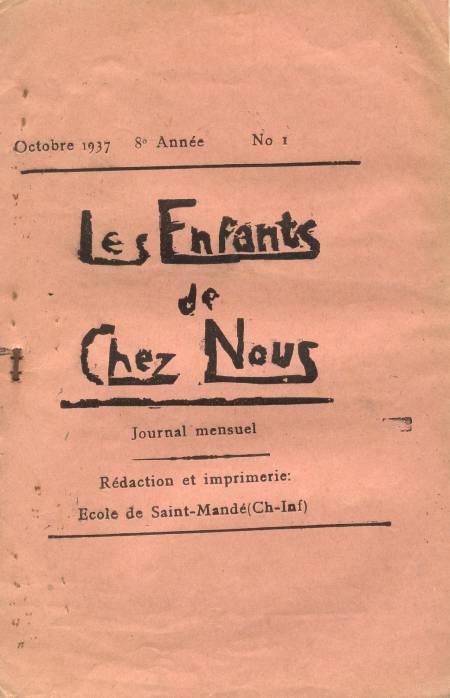 Octobre 1937 8e Année No 1
Les Enfants
de
Chez Nous
Journal mensuel
Rédaction et imprimerie:
Ecole de Saint-Mandé(Ch-Inf)